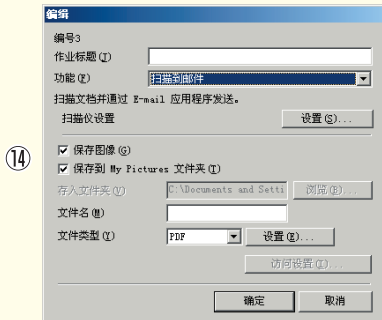 编辑
编号3
作业标题(J)
功能(F) 扫描到邮件
扫描文档并通过 E-mail 应用程序发送。
扫描仪设置 设置(S)...
⑭
保存图像(G)
保存到 My Pictures 文件夹(T)
存入文件夹(V) C:\Documents and Setti 浏览(B)...
文件名(M)
文件类型(Y) PDF 设置(E)...
访问设置(X)...
确定 取消